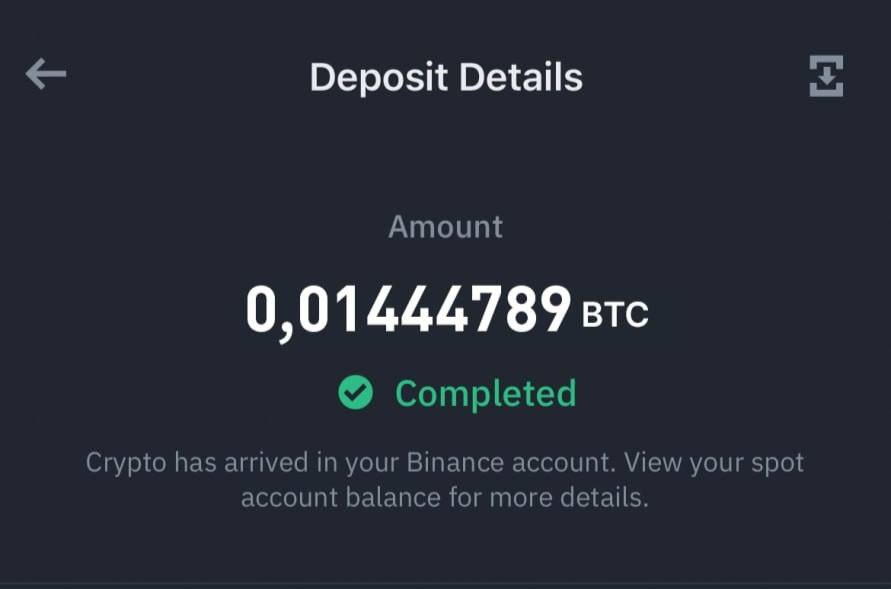 Deposit Details
Amount
0,01444789 BTC
Completed
Crypto has arrived in your Binance account. View your spot
account balance for more details.